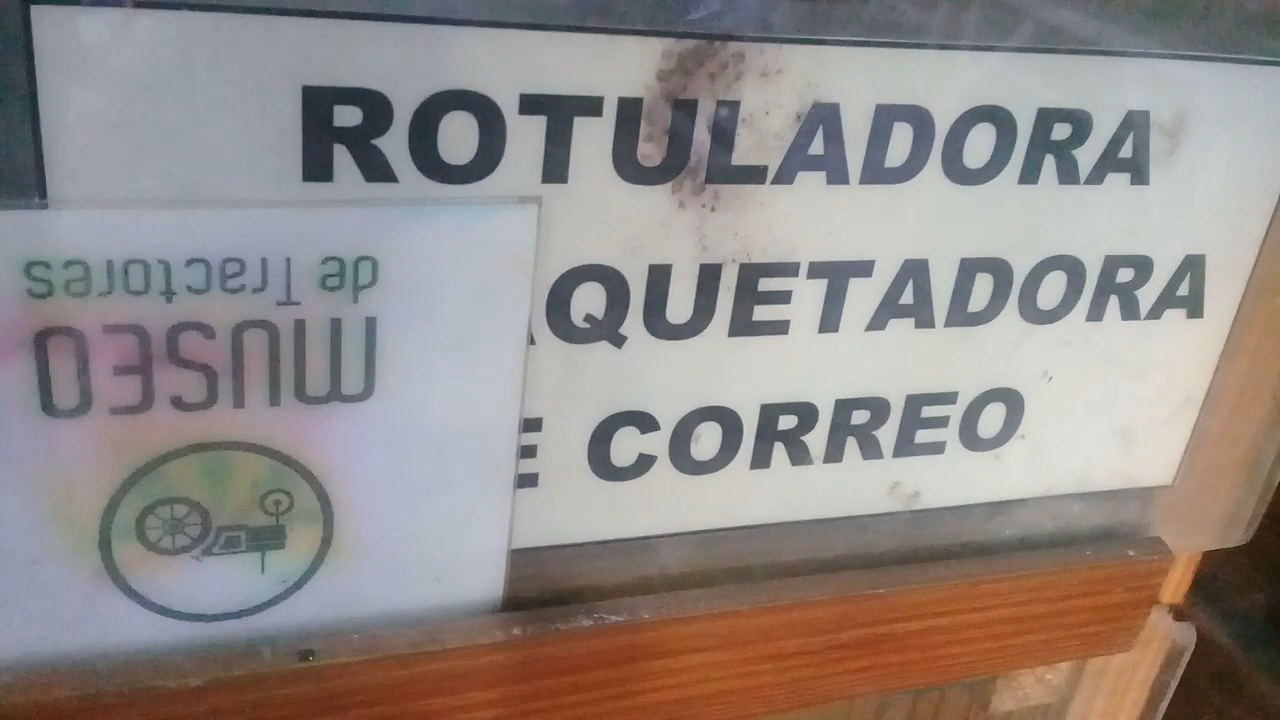 ROTULADORA
AQUETADORA
E CORREO
MUSEO
de Tractores